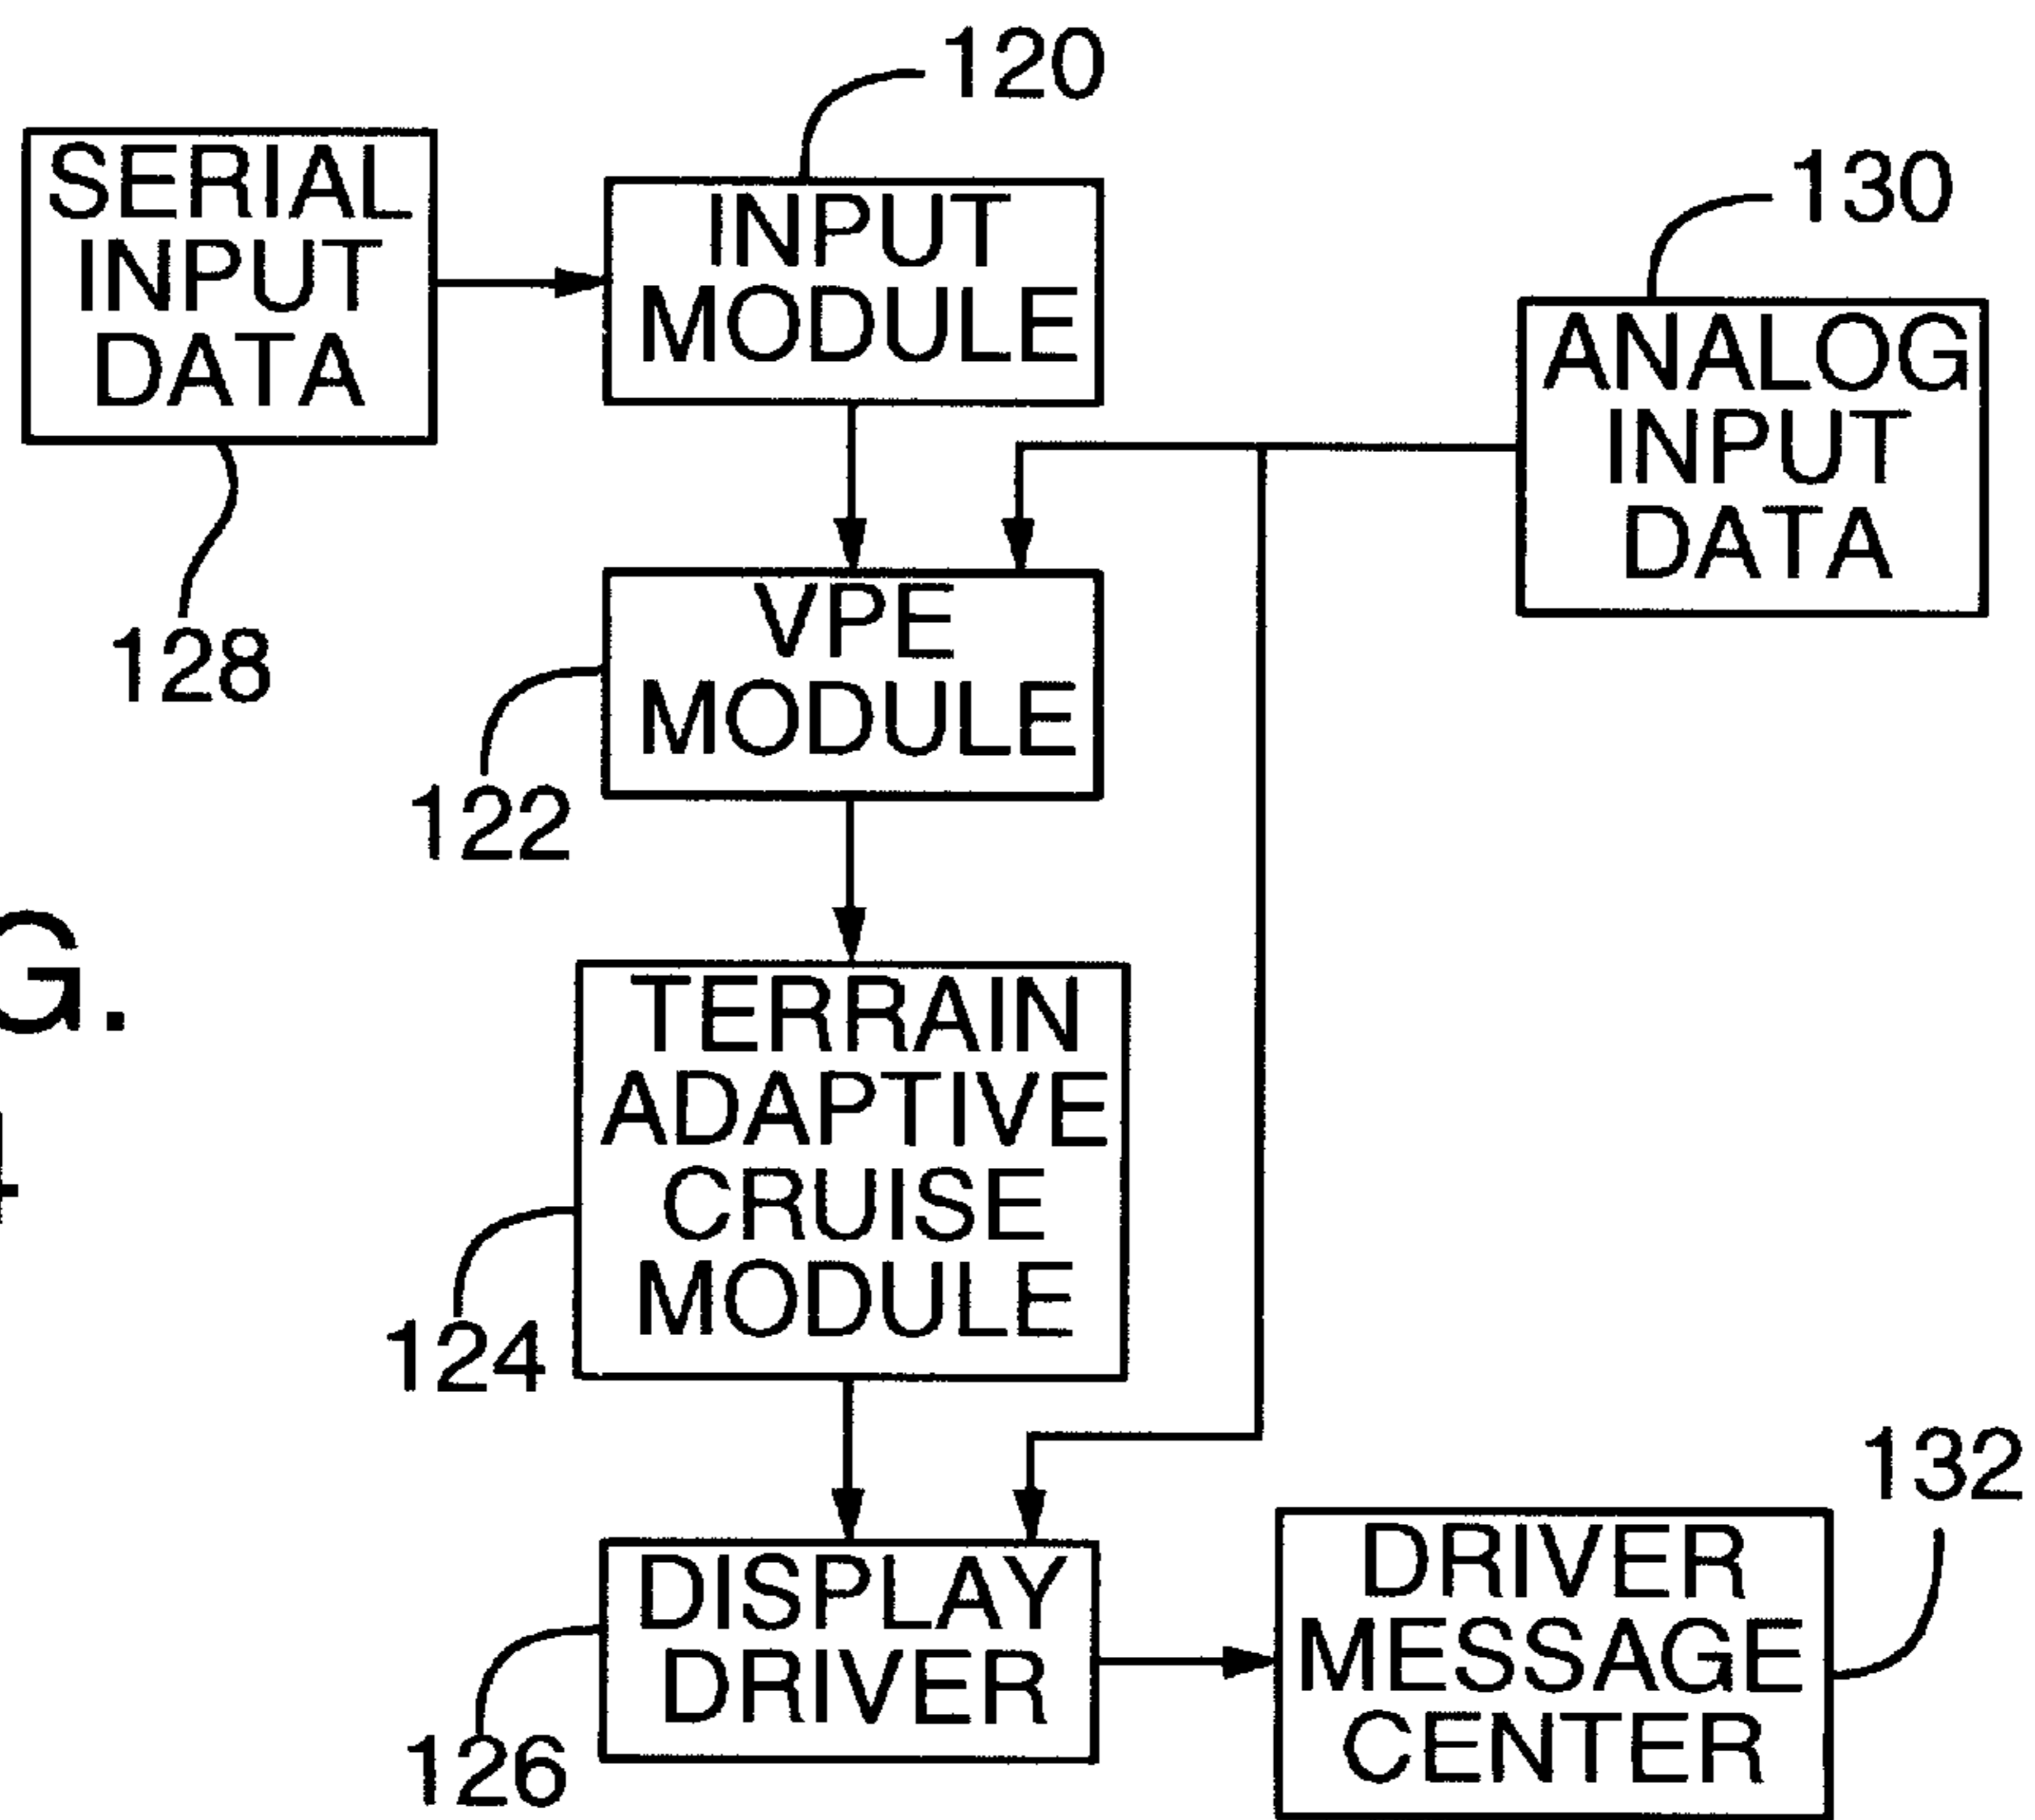 120
SERIAL
INPUT
DATA
128
INPUT
MODULE
130
ANALOG
INPUT
DATA
VPE
MODULE
122
G.
TERRAIN
ADAPTIVE
CRUISE
MODULE
124
DISPLAY
DRIVER
126
132
DRIVER
MESSAGE
CENTER